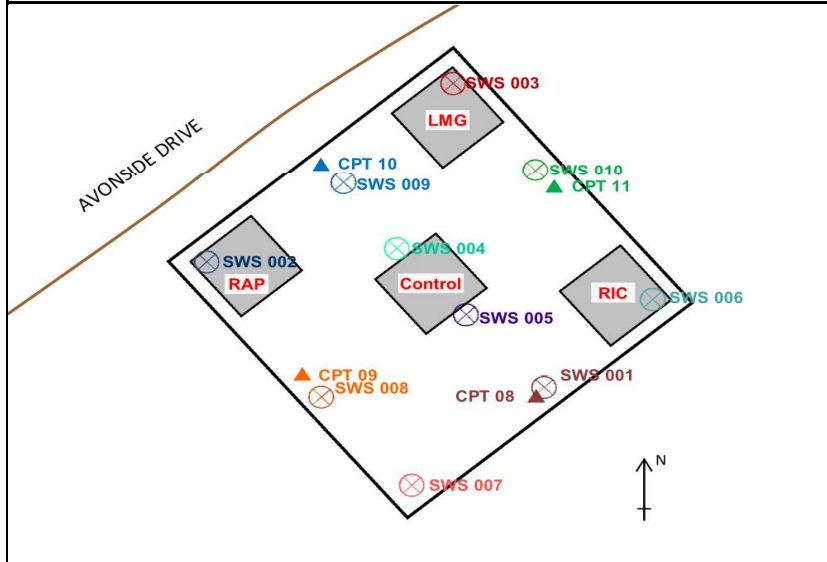 SWS 003
LMG
AVONSIDE DRIVE
CPT 10
SWS 009
SWS 010
CPT 11
SWS 004
SWS 002
RAP
Control
RIC
SWS 006
SWS 005
CPT 09
SWS 008
SWS 001
CPT 08
SWS 007
N